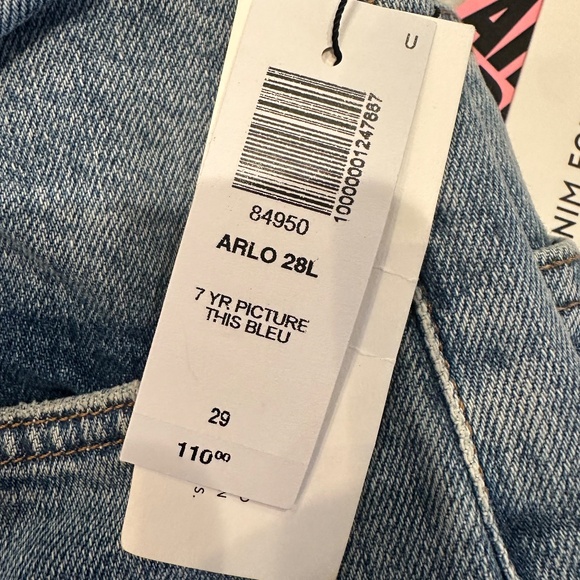 U
10000001247887
84950
ARLO 28L
7 YR PICTURE
THIS BLEU
29
110⁰⁰